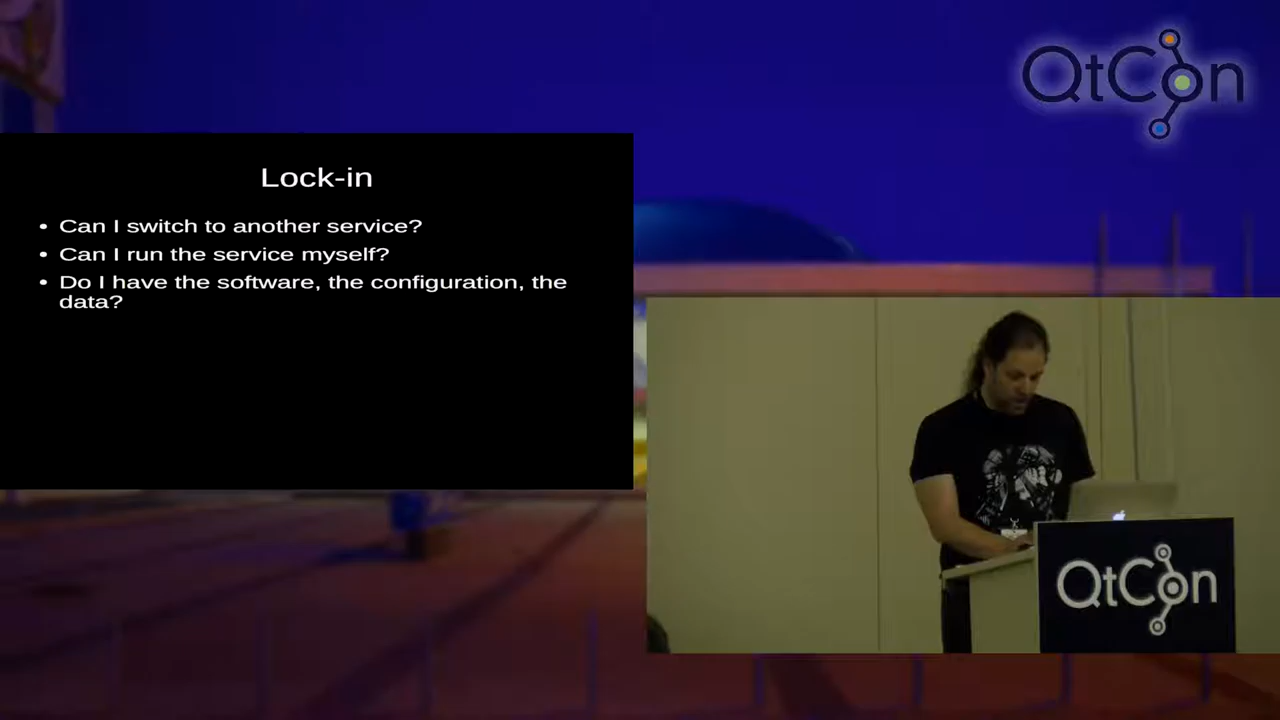 QtCon
Lock-in
• Can I switch to another service?
• Can I run the service myself?
• Do I have the software, the configuration, the
data?
QtCon